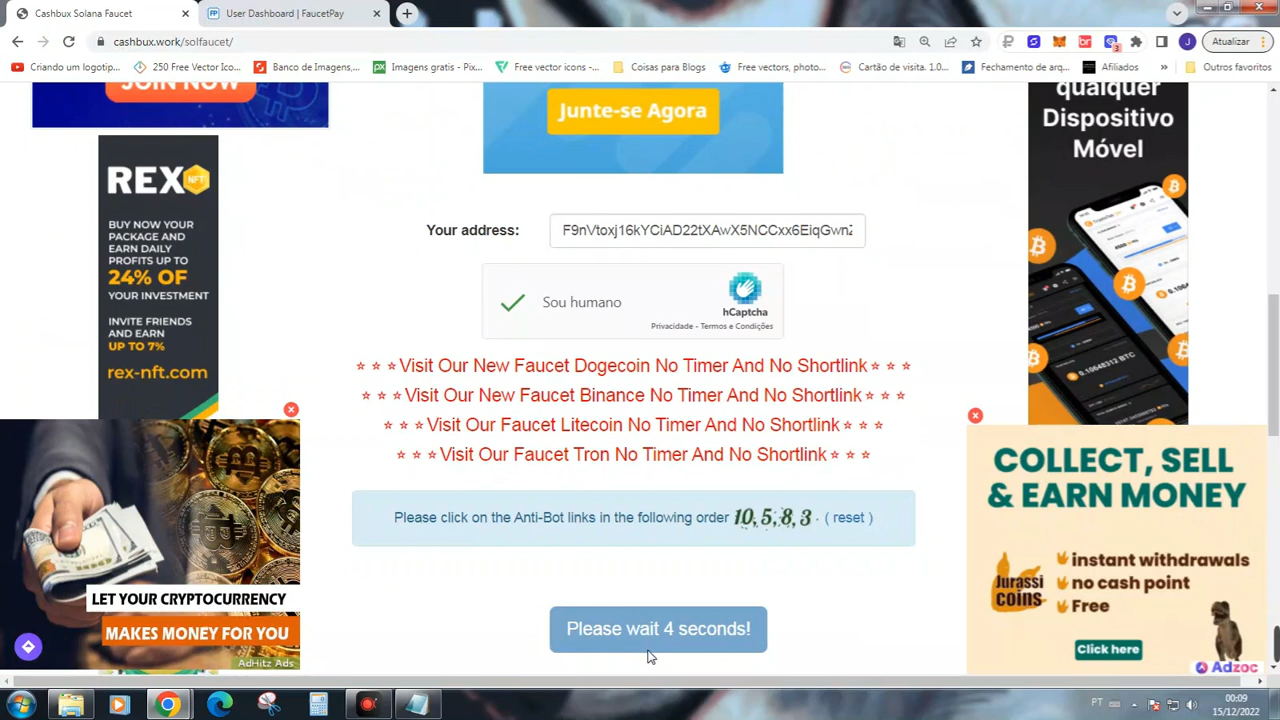 Cashbux Solana Faucet
User Dashboard | FaucetPay
cashbux.work/solfaucet/
Atualizar
Criando um logotip...
250 Free Vector Ico...
Banco de Imagens,...
Imagens gratis - Pix...
Free vector icons -...
Coisas para Blogs
Free vectors, photo...
Cartão de visita. 1.0...
Fechamento de arq...
Afiliados
Outros favoritos
JOIN NOW
Junte-se Agora
qualquer
Dispositivo
Móvel
REX NFT
BUY NOW YOUR
PACKAGE AND
EARN DAILY
PROFITS UP TO
24% OF
YOUR INVESTMENT
INVITE FRIENDS
AND EARN
UP TO 7%
rex-nft.com
Your address:
F9nVtoxj16kYCiAD22tXAwX5NCCxx6EiqGwn2
Sou humano
hCaptcha
Privacidade - Termos e Condições
0.10648312 BTC
☆ ☆ ☆ Visit Our New Faucet Dogecoin No Timer And No Shortlink ☆ ☆ ☆
☆ ☆ ☆ Visit Our New Faucet Binance No Timer And No Shortlink ☆ ☆ ☆
☆ ☆ ☆ Visit Our Faucet Litecoin No Timer And No Shortlink ☆ ☆ ☆
☆ ☆ ☆ Visit Our Faucet Tron No Timer And No Shortlink ☆ ☆ ☆
Please click on the Anti-Bot links in the following order 10, 5, 8, 3 · ( reset )
Please wait 4 seconds!
LET YOUR CRYPTOCURRENCY
MAKES MONEY FOR YOU
AdHitz Ads
COLLECT, SELL
& EARN MONEY
JURASSI
COINS
instant withdrawals
no cash point
Free
Click here
Adzoc
PT
00:09
15/12/2022